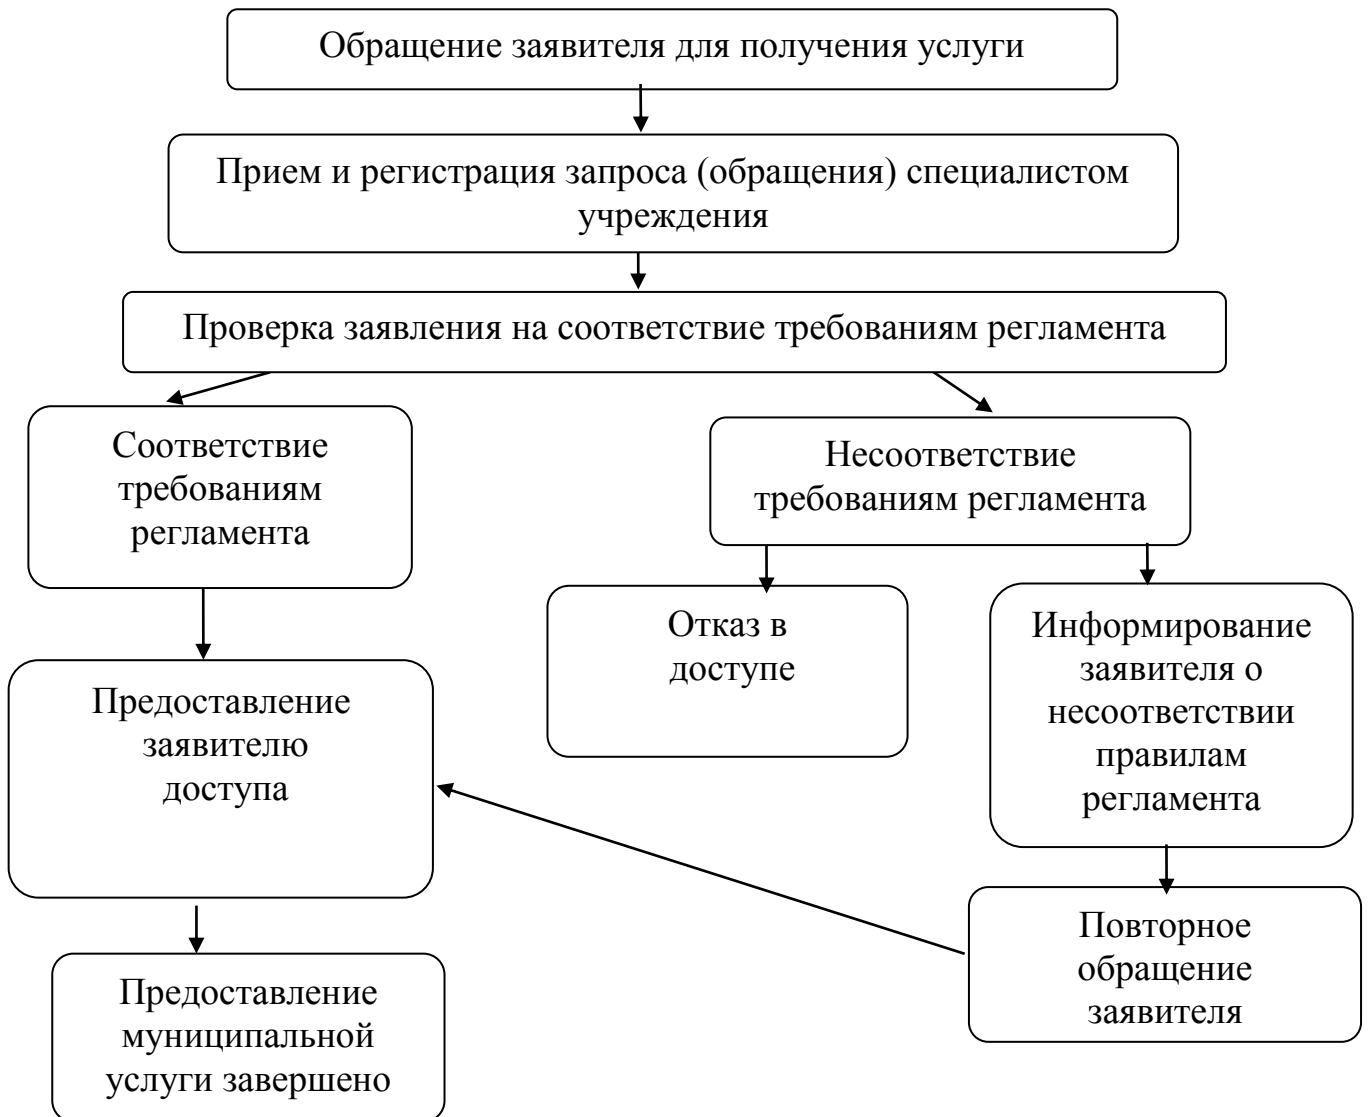 Обращение заявителя для получения услуги
Прием и регистрация запроса (обращения) специалистом
учреждения
Проверка заявления на соответствие требованиям регламента
Соответствие
требованиям
регламента
Несоответствие
требованиям регламента
Отказ в
доступе
Информирование
заявителя о
несоответствии
правилам
регламента
Предоставление
заявителю
доступа
Повторное
обращение
заявителя
Предоставление
муниципальной
услуги завершено